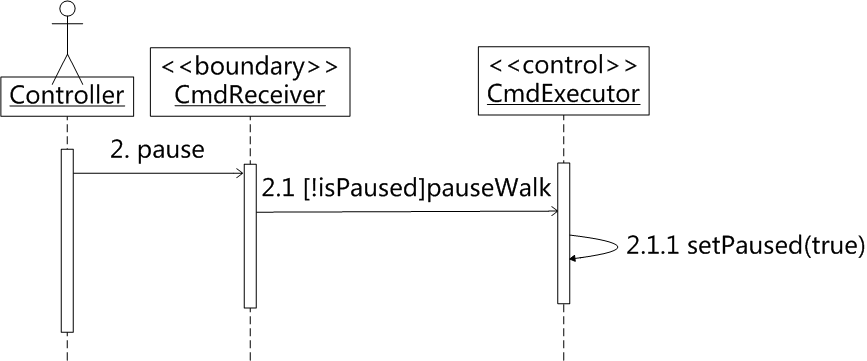 Controller
<<boundary>>
CmdReceiver
<<control>>
CmdExecutor
2. pause
2.1 [!isPaused]pauseWalk
2.1.1 setPaused(true)